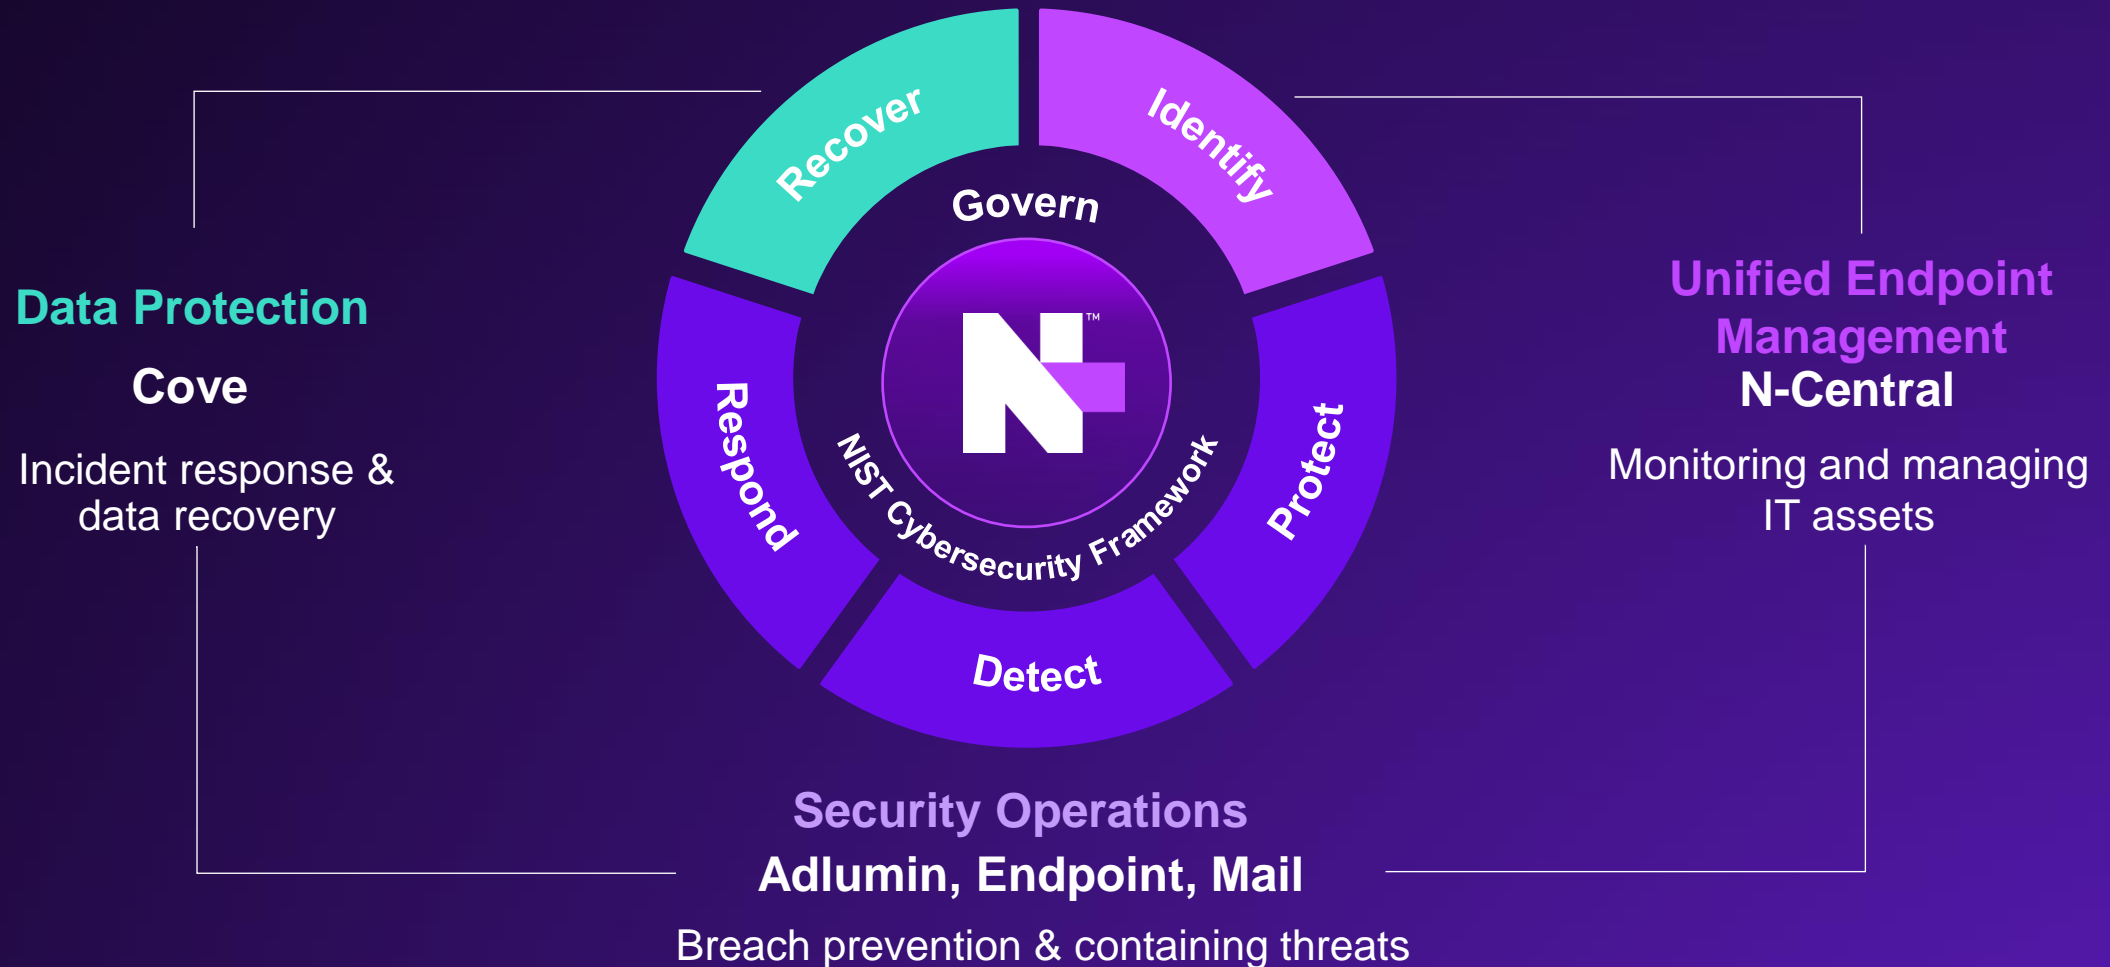 Recover
Identify
Govern
™
Data Protection
Cove
Incident response &
data recovery
Unified Endpoint
Management
N-Central
Monitoring and managing
IT assets
Respond
Protect
NIST Cybersecurity Framework
Detect
Security Operations
Adlumin, Endpoint, Mail
Breach prevention & containing threats